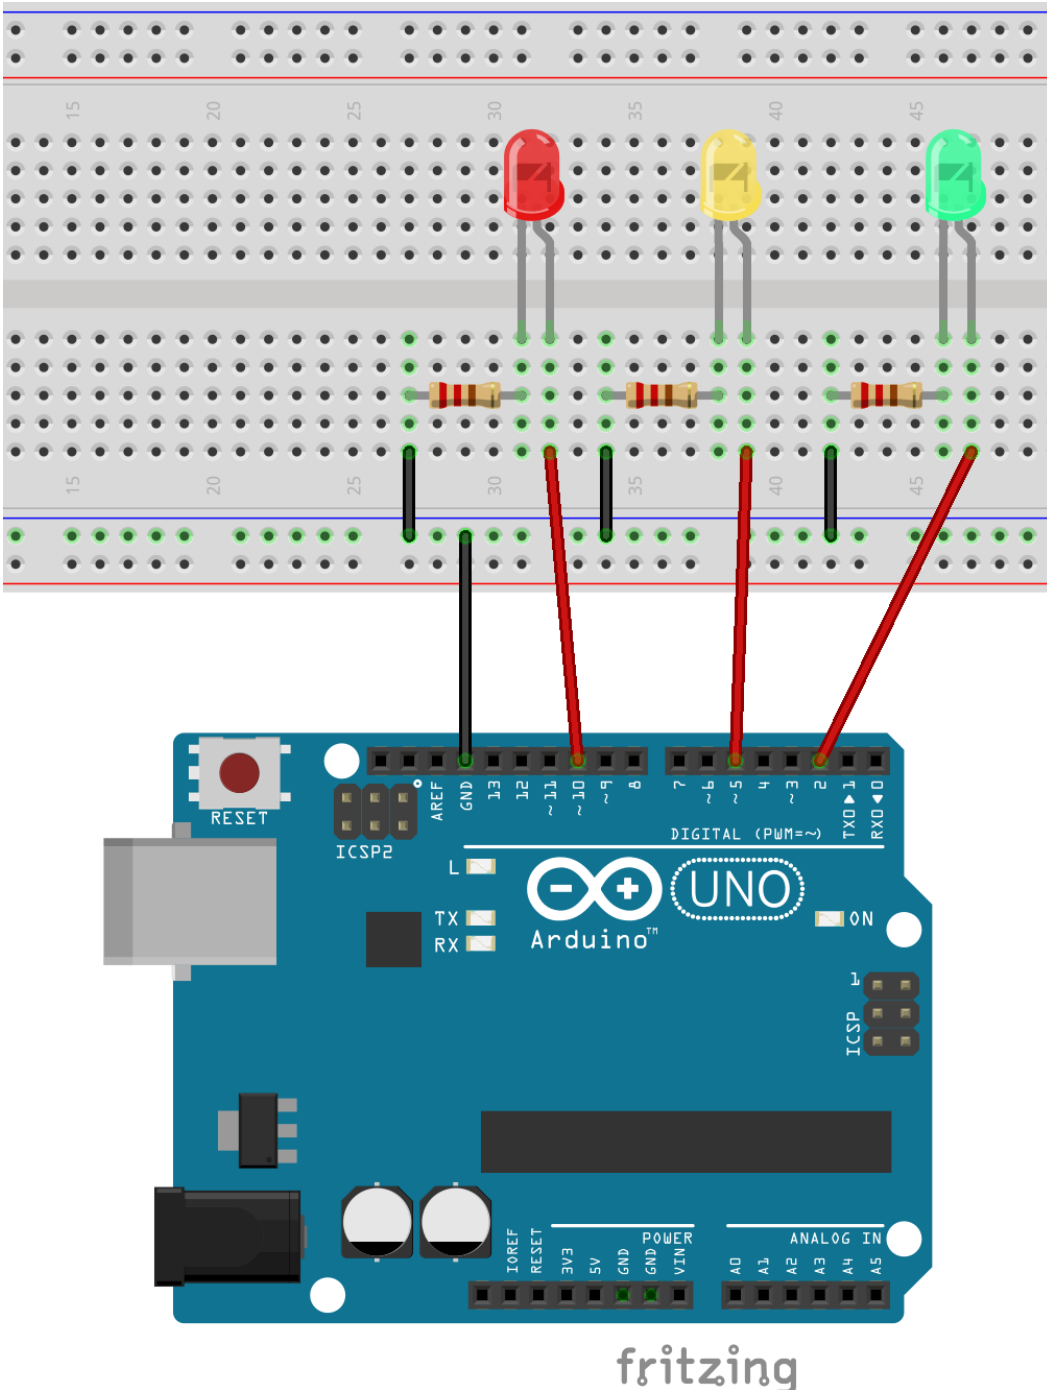 15 20 25 30 35 40 45
15 20 25 30 35 40 45
RESET
ICSP2
AREF
GND
13
12
~11
~10
~9
8
7
~6
~5
4
~3
2
TX0▶1
RX0◀0
DIGITAL (PWM=~)
L
TX
RX
UNO
Arduino™
ON
1
ICSP
IOREF
RESET
3V3
5V
GND
GND
VIN
POWER
ANALOG IN
A0
A1
A2
A3
A4
A5
fritzing